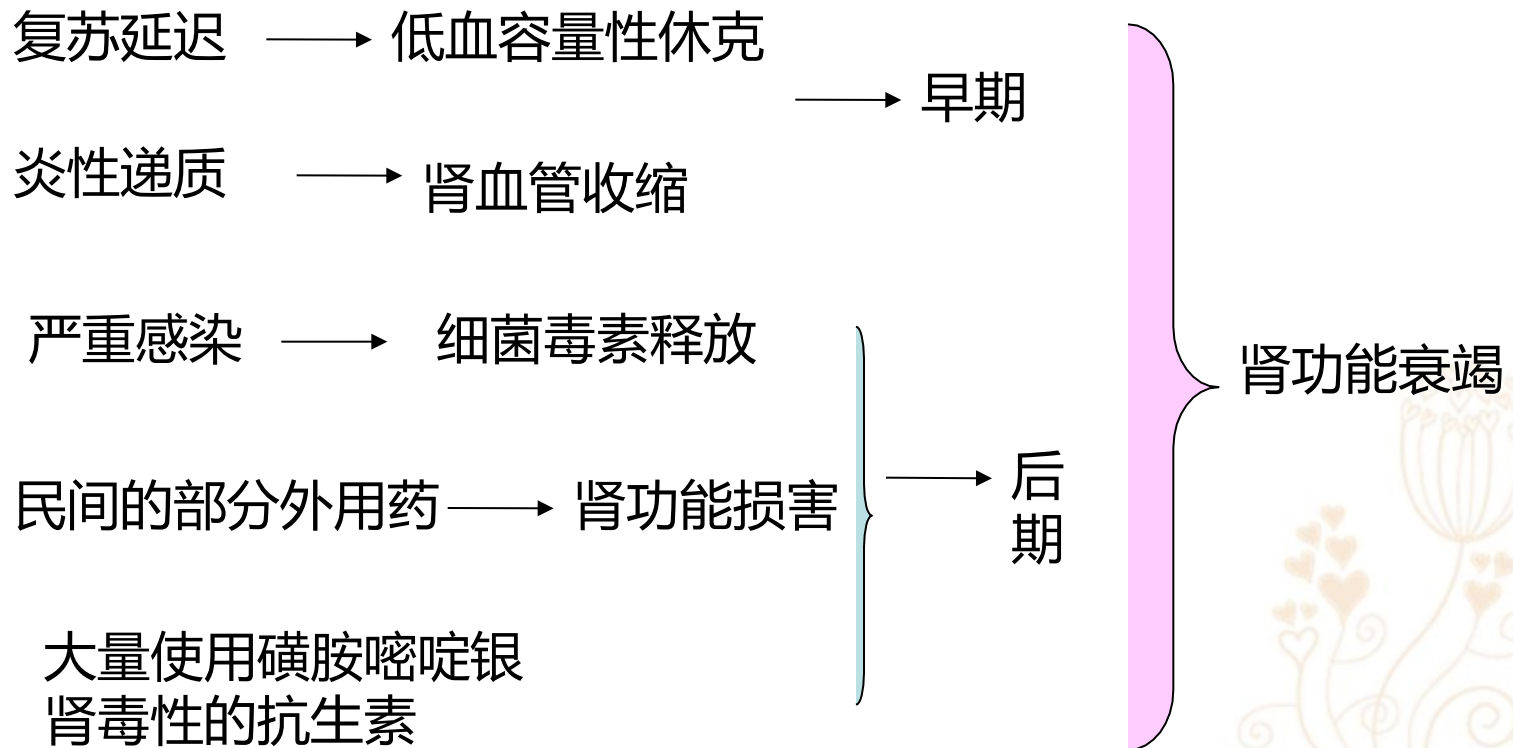 复苏延迟
低血容量性休克
早期
炎性递质
肾血管收缩
严重感染
细菌毒素释放
肾功能衰竭
民间的部分外用药
肾功能损害
后
期
大量使用磺胺嘧啶银
肾毒性的抗生素